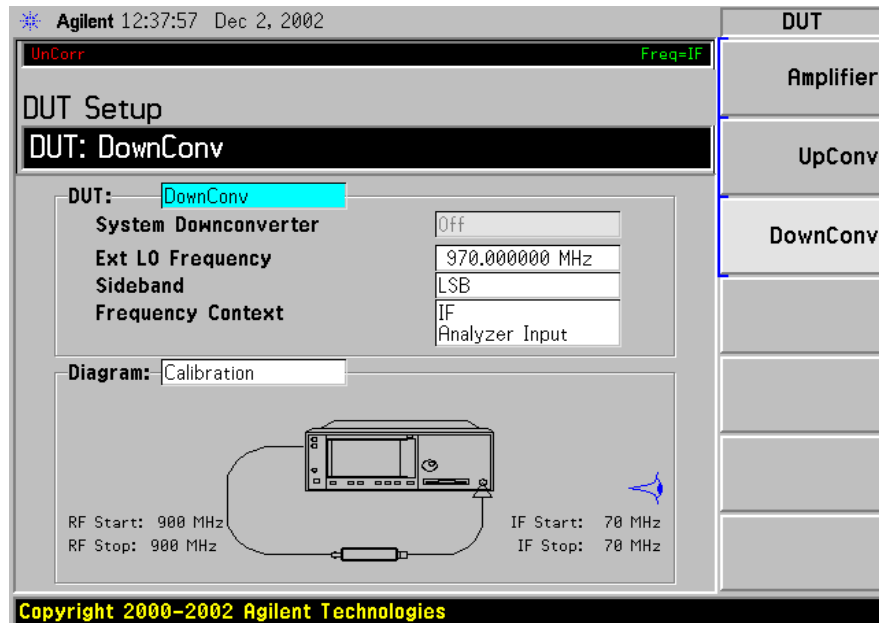 Agilent 12:37:57 Dec 2, 2002
DUT
UnCorr
Freq=IF
Amplifier
DUT Setup
DUT: DownConv
UpConv
DUT: DownConv
System Downconverter Off
DownConv
Ext LO Frequency 970.000000 MHz
Sideband LSB
Frequency Context IF
Analyzer Input
Diagram: Calibration
RF Start: 900 MHz
IF Start: 70 MHz
RF Stop: 900 MHz
IF Stop: 70 MHz
Copyright 2000-2002 Agilent Technologies